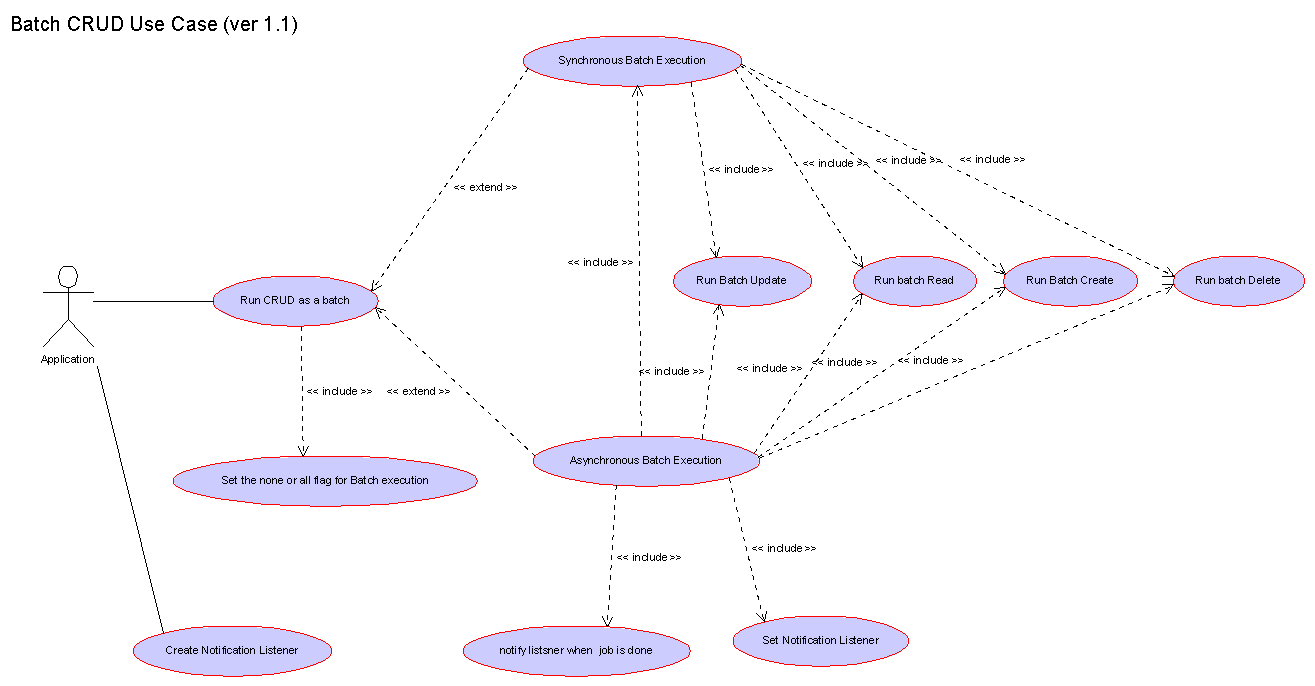 Batch CRUD Use Case (ver 1.1)
Synchronous Batch Execution
<< include >>
<< include >>
<< include >>
<< include >>
<< extend >>
<< include >>
Run Batch Update
Run batch Read
Run Batch Create
Run batch Delete
Run CRUD as a batch
Application
<< include >>
<< extend >>
<< include >>
<< include >>
<< include >>
<< include >>
Asynchronous Batch Execution
Set the none or all flag for Batch execution
<< include >>
<< include >>
Create Notification Listener
notify listsner when job is done
Set Notification Listener